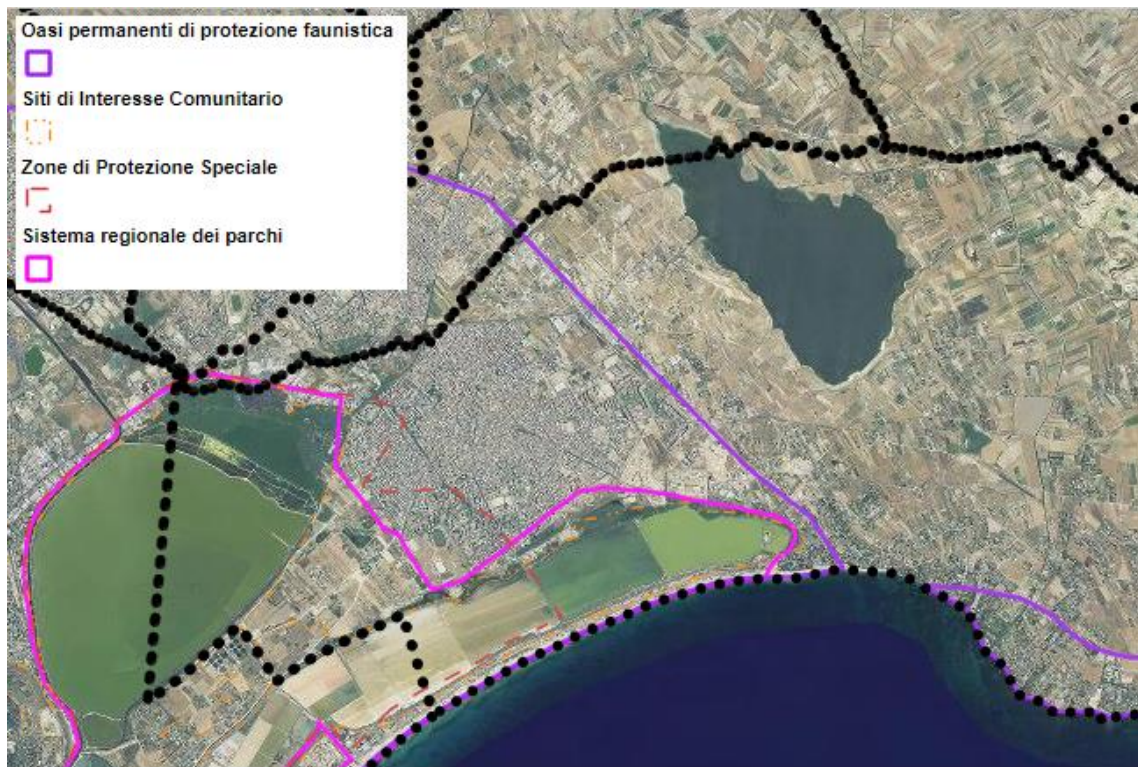 Oasi permanenti di protezione faunistica
Siti di Interesse Comunitario
Zone di Protezione Speciale
Sistema regionale dei parchi